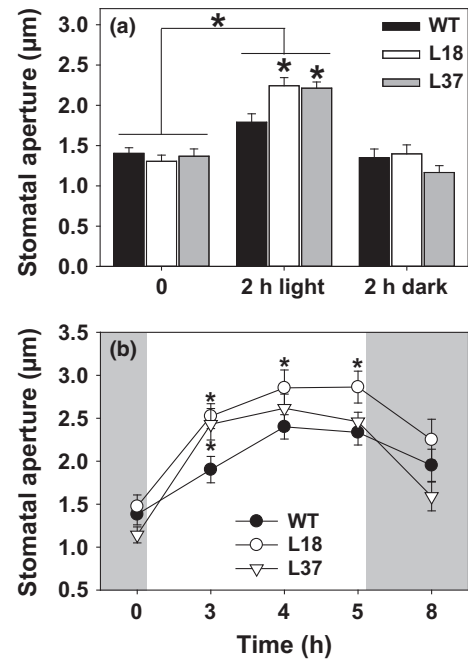 (a)
*
WT
L18
L37
* *
Stomatal aperture (µm)
3.0
2.5
2.0
1.5
1.0
0.5
0.0
0 2 h light 2 h dark
(b)
Stomatal aperture (µm)
3.5
3.0
2.5
2.0
1.5
1.0
0.5
* * *
*
WT
L18
L37
0 3 4 5 8
Time (h)